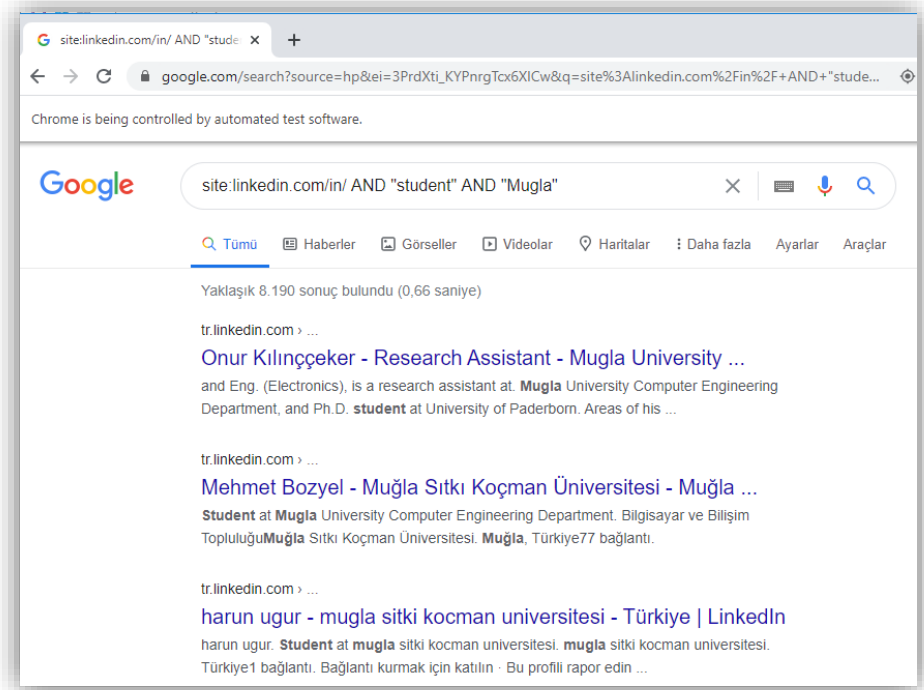 site:linkedin.com/in/ AND "stude
google.com/search?source=hp&ei=3PrdXti_KYPnrgTcx6XICw&q=site%3Alinkedin.com%2Fin%2F+AND+"stude...
Chrome is being controlled by automated test software.
Google
site:linkedin.com/in/ AND "student" AND "Mugla"
Tümü Haberler Görseller Videolar Haritalar Daha fazla Ayarlar Araçlar
Yaklaşık 8.190 sonuç bulundu (0,66 saniye)
tr.linkedin.com › ...
Onur Kılınççeker - Research Assistant - Mugla University ...
and Eng. (Electronics), is a research assistant at. Mugla University Computer Engineering
Department, and Ph.D. student at University of Paderborn. Areas of his ...
tr.linkedin.com › ...
Mehmet Bozyel - Muğla Sıtkı Koçman Üniversitesi - Muğla ...
Student at Mugla University Computer Engineering Department. Bilgisayar ve Bilişim
TopluluğuMuğla Sıtkı Koçman Üniversitesi. Muğla, Türkiye77 bağlantı.
tr.linkedin.com › ...
harun ugur - mugla sitki kocman universitesi - Türkiye | LinkedIn
harun ugur. Student at mugla sitki kocman universitesi. mugla sitki kocman universitesi.
Türkiye1 bağlantı. Bağlantı kurmak için katılın · Bu profili rapor edin ...